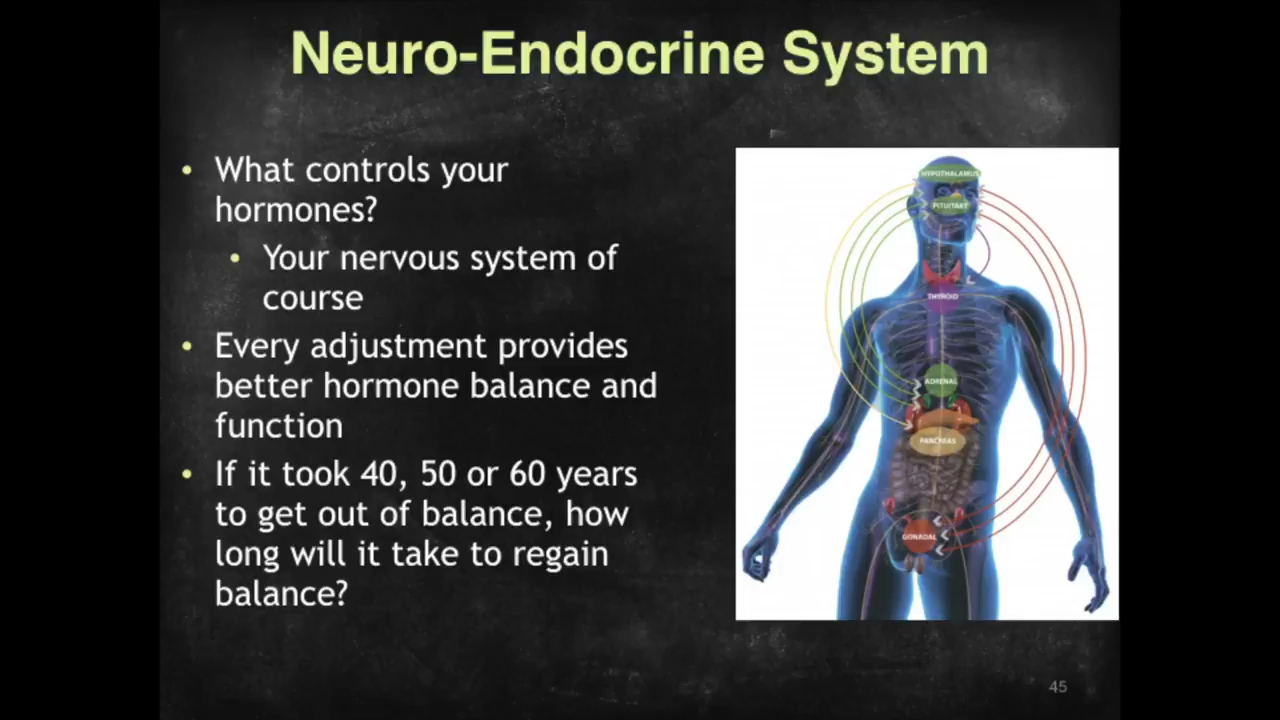 Neuro-Endocrine System
• What controls your
hormones?
• Your nervous system of
course
• Every adjustment provides
better hormone balance and
function
• If it took 40, 50 or 60 years
to get out of balance, how
long will it take to regain
balance?
HYPOTHALAMUS
PITUITARY
THYROID
ADRENAL
PANCREAS
GONADAL
45